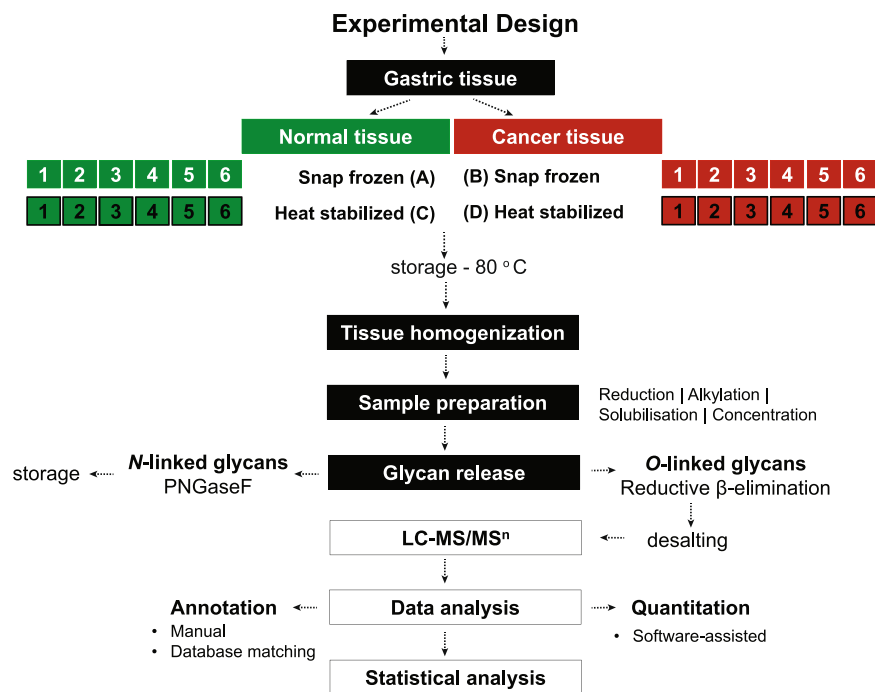 Experimental Design
Gastric tissue
Normal tissue
Cancer tissue
1 2 3 4 5 6
Snap frozen (A)
(B) Snap frozen
1 2 3 4 5 6
1 2 3 4 5 6
Heat stabilized (C)
(D) Heat stabilized
1 2 3 4 5 6
storage - 80 °C
Tissue homogenization
Sample preparation
Reduction | Alkylation |
Solubilisation | Concentration
storage
N-linked glycans
PNGaseF
Glycan release
O-linked glycans
Reductive β-elimination
LC-MS/MSⁿ
desalting
Annotation
• Manual
• Database matching
Data analysis
Quantitation
• Software-assisted
Statistical analysis